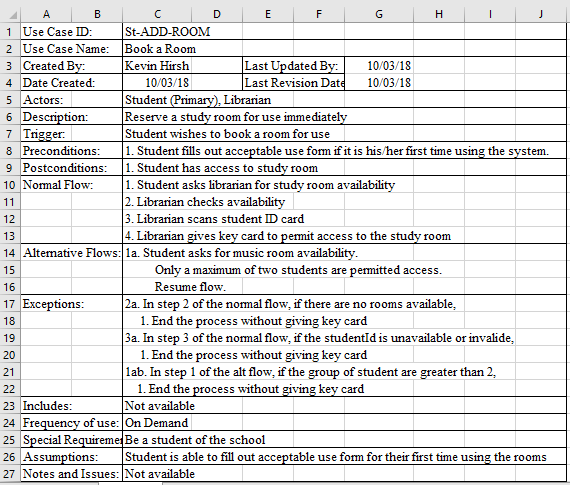 A B C D E F G H I J
1 Use Case ID: St-ADD-ROOM
2 Use Case Name: Book a Room
3 Created By: Kevin Hirsh Last Updated By: 10/03/18
4 Date Created: 10/03/18 Last Revision Date 10/03/18
5 Actors: Student (Primary), Librarian
6 Description: Reserve a study room for use immediately
7 Trigger: Student wishes to book a room for use
8 Preconditions: 1. Student fills out acceptable use form if it is his/her first time using the system.
9 Postconditions: 1. Student has access to study room
10 Normal Flow: 1. Student asks librarian for study room availability
11 2. Librarian checks availability
12 3. Librarian scans student ID card
13 4. Librarian gives key card to permit access to the study room
14 Alternative Flows: 1a. Student asks for music room availability.
15 Only a maximum of two students are permitted access.
16 Resume flow.
17 Exceptions: 2a. In step 2 of the normal flow, if there are no rooms available,
18 1. End the process without giving key card
19 3a. In step 3 of the normal flow, if the studentId is unavailable or invalide,
20 1. End the process without giving key card
21 1ab. In step 1 of the alt flow, if the group of student are greater than 2,
22 1. End the process without giving key card
23 Includes: Not available
24 Frequency of use: On Demand
25 Special Requiremen Be a student of the school
26 Assumptions: Student is able to fill out acceptable use form for their first time using the rooms
27 Notes and Issues: Not available